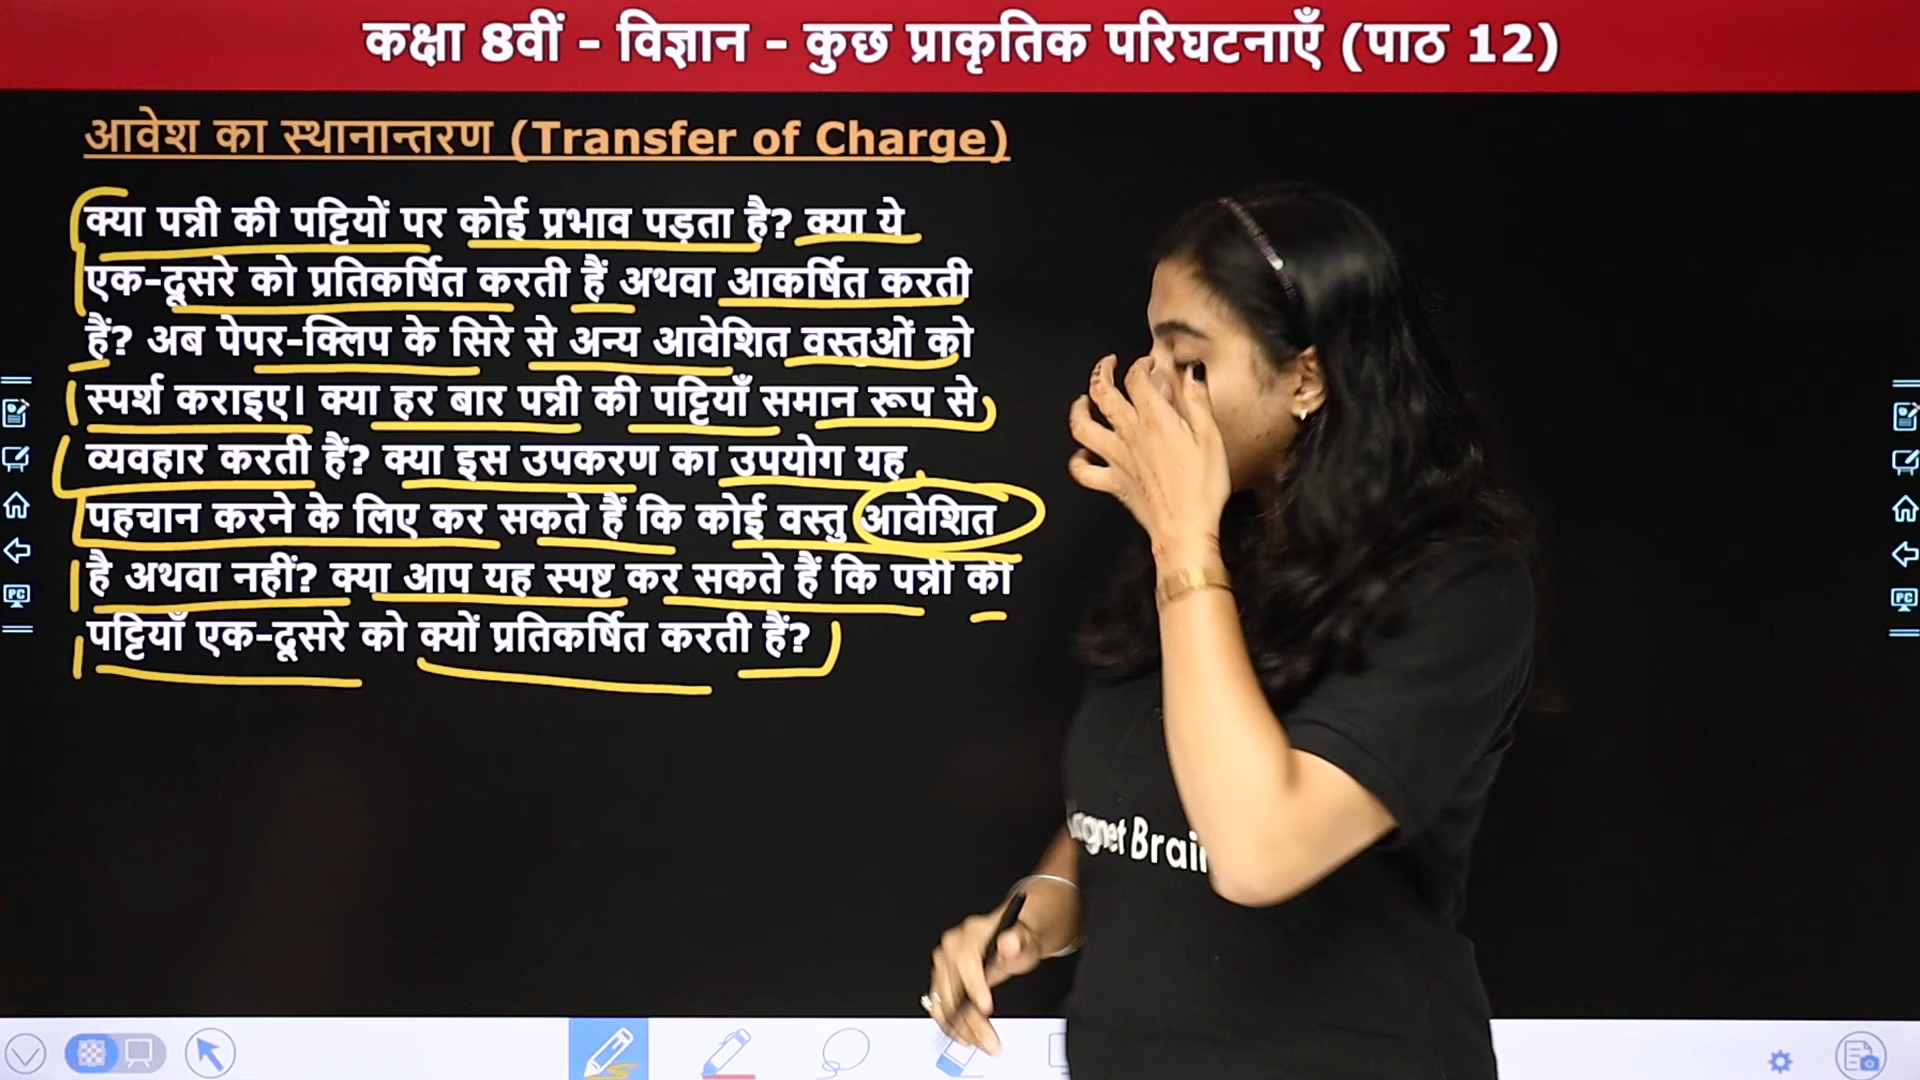 कक्षा 8वीं - विज्ञान - कुछ प्राकृतिक परिघटनाएँ (पाठ 12)
आवेश का स्थानान्तरण (Transfer of Charge)
क्या पन्नी की पट्टियों पर कोई प्रभाव पड़ता है? क्या ये
एक-दूसरे को प्रतिकर्षित करती हैं अथवा आकर्षित करती
हैं? अब पेपर-क्लिप के सिरे से अन्य आवेशित वस्तुओं को
स्पर्श कराइए। क्या हर बार पन्नी की पट्टियाँ समान रूप से
व्यवहार करती हैं? क्या इस उपकरण का उपयोग यह
पहचान करने के लिए कर सकते हैं कि कोई वस्तु आवेशित
है अथवा नहीं? क्या आप यह स्पष्ट कर सकते हैं कि पन्नी की
पट्टियाँ एक-दूसरे को क्यों प्रतिकर्षित करती हैं?
PC
PC